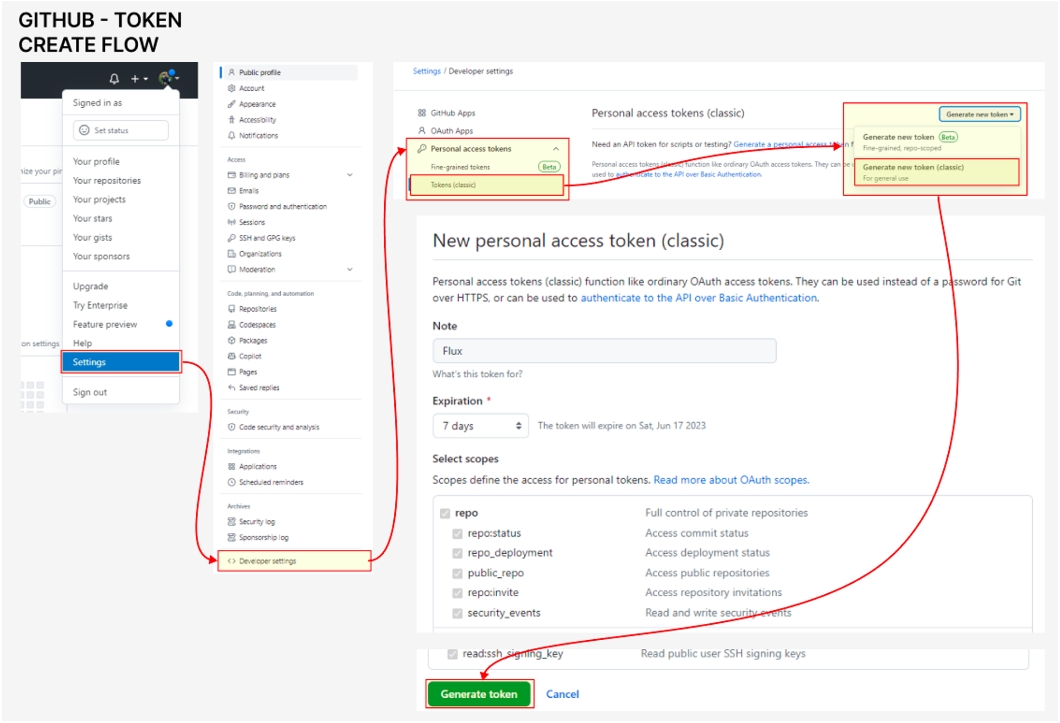 GITHUB - TOKEN
CREATE FLOW
Signed in as
Set status
Your profile
Your repositories
Your projects
Your stars
Your gists
Your sponsors
Upgrade
Try Enterprise
Feature preview
Help
Settings
Sign out
Public
on settings
Public profile
Account
Appearance
Accessibility
Notifications
Access
Billing and plans
Emails
Password and authentication
Sessions
SSH and GPG keys
Organizations
Moderation
Code, planning, and automation
Repositories
Codespaces
Packages
Copilot
Pages
Saved replies
Security
Code security and analysis
Integrations
Applications
Scheduled reminders
Archives
Security log
Sponsorship log
Developer settings
Settings / Developer settings
GitHub Apps
OAuth Apps
Personal access tokens
Fine-grained tokens Beta
Tokens (classic)
Personal access tokens (classic)
Need an API token for scripts or testing? Generate a personal access token f
Personal access tokens (classic) function like ordinary OAuth access tokens. They can be
used to authenticate to the API over Basic Authentication.
Generate new token
Generate new token Beta
Fine-grained, repo-scoped
Generate new token (classic)
For general use
New personal access token (classic)
Personal access tokens (classic) function like ordinary OAuth access tokens. They can be used instead of a password for Git
over HTTPS, or can be used to authenticate to the API over Basic Authentication.
Note
Flux
What's this token for?
Expiration *
7 days The token will expire on Sat, Jun 17 2023
Select scopes
Scopes define the access for personal tokens. Read more about OAuth scopes.
repo Full control of private repositories
repo:status Access commit status
repo_deployment Access deployment status
public_repo Access public repositories
repo:invite Access repository invitations
security_events Read and write security events
read:ssh_signing_key Read public user SSH signing keys
Generate token Cancel